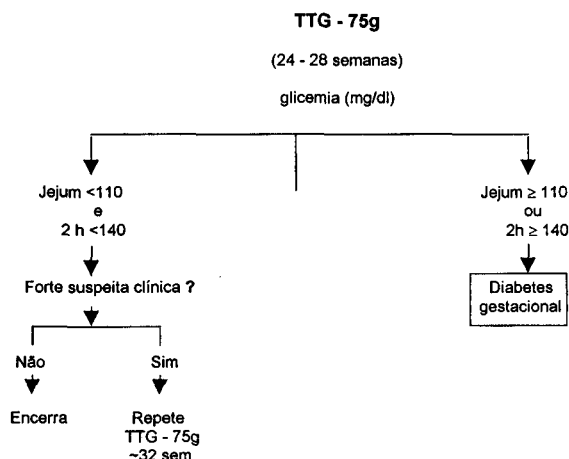 TTG - 75g
(24 - 28 semanas)
glicemia (mg/dl)
Jejum <110
e
2 h <140
Jejum ≥ 110
ou
2h ≥ 140
Forte suspeita clínica ?
Diabetes
gestacional
Não
Sim
Encerra
Repete
TTG - 75g
~32 sem